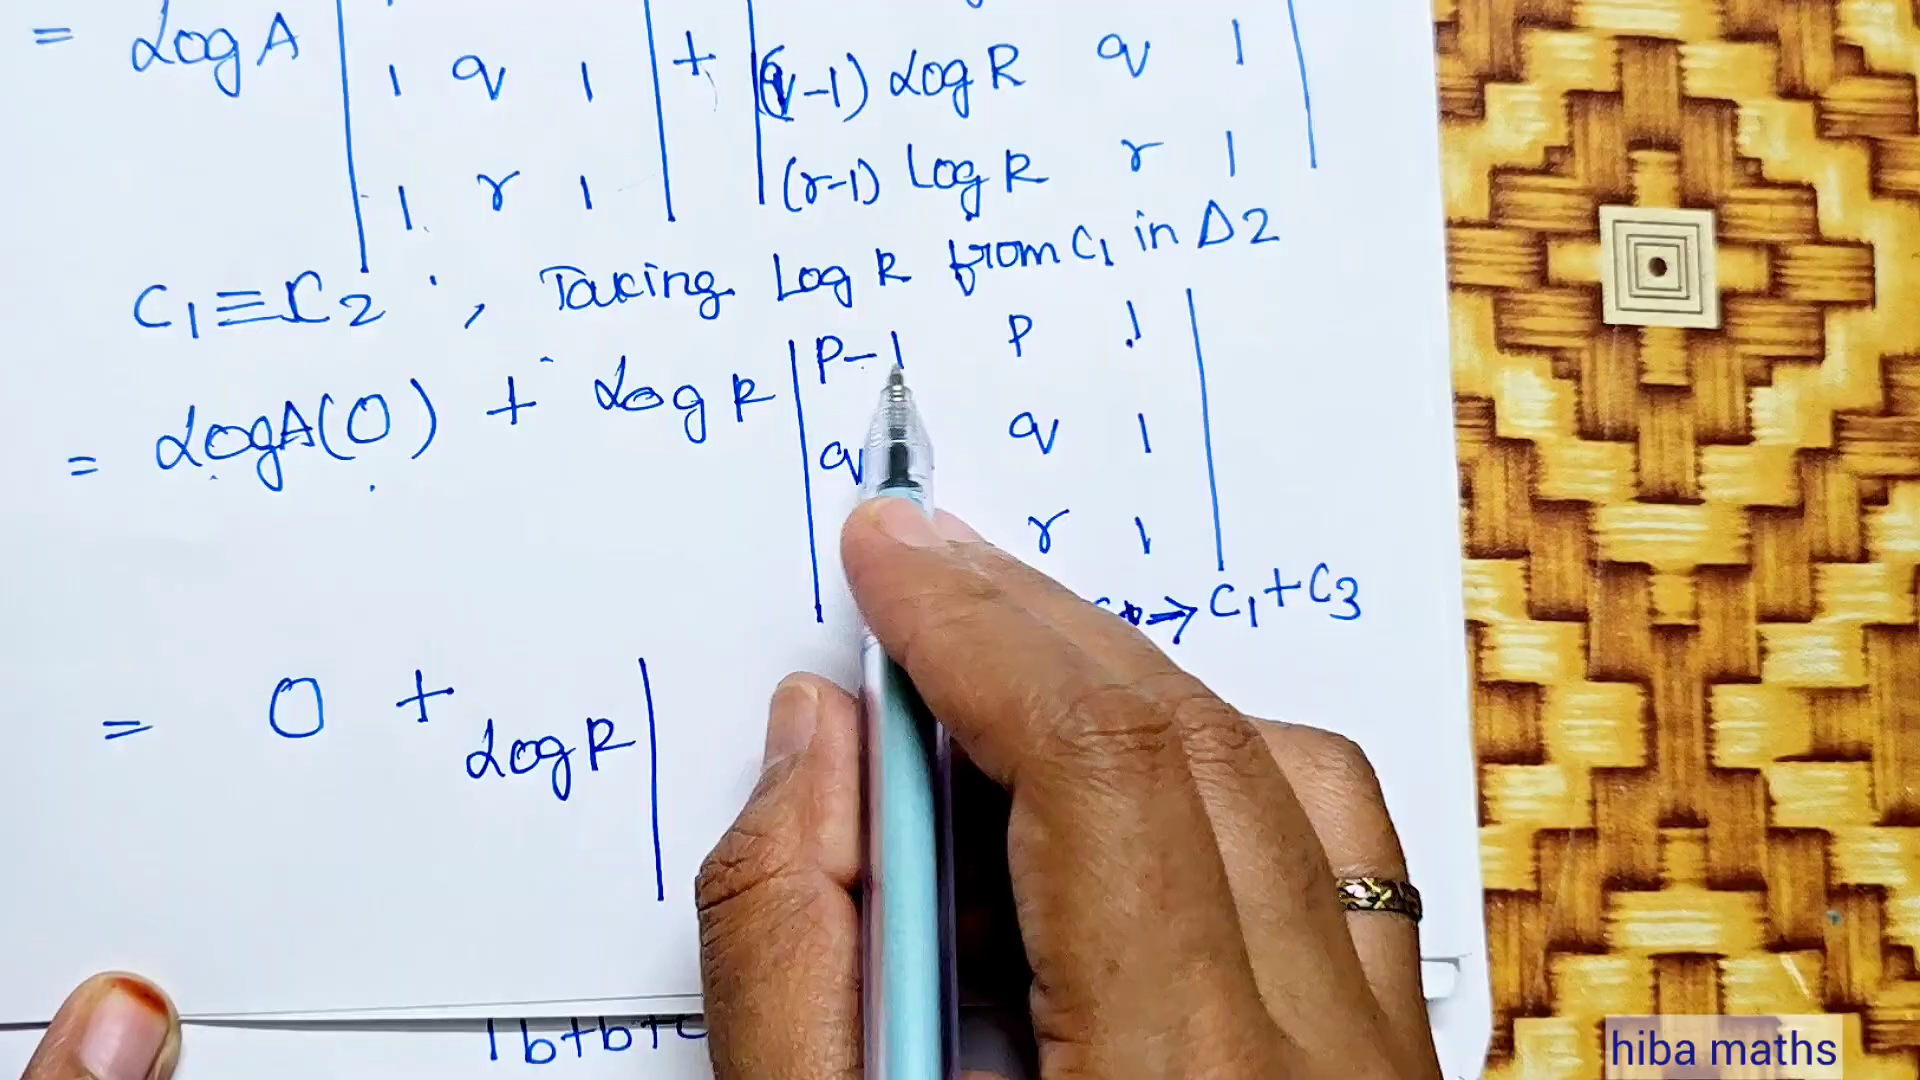 = Log A | 1 q 1 | + | (q-1) Log R q 1 |
1 r 1 (r-1) Log R r 1
C1 ≡ C2 , Taking Log R from C1 in Δ2
= Log A (0) + Log R | P-1 P 1 |
q q 1
r 1
→ C1+C3
= 0 + Log R |
1 b+b+c
hiba maths